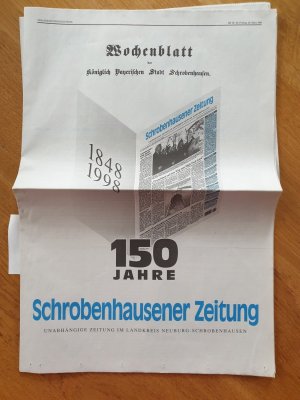 Wochenblatt
der
Königlich Bayerischen Stadt Schrobenhausen.
Schrobenhausener Zeitung
1848
1998
150
JAHRE
Schrobenhausener Zeitung
UNABHÄNGIGE ZEITUNG IM LANDKREIS NEUBURG-SCHROBENHAUSEN